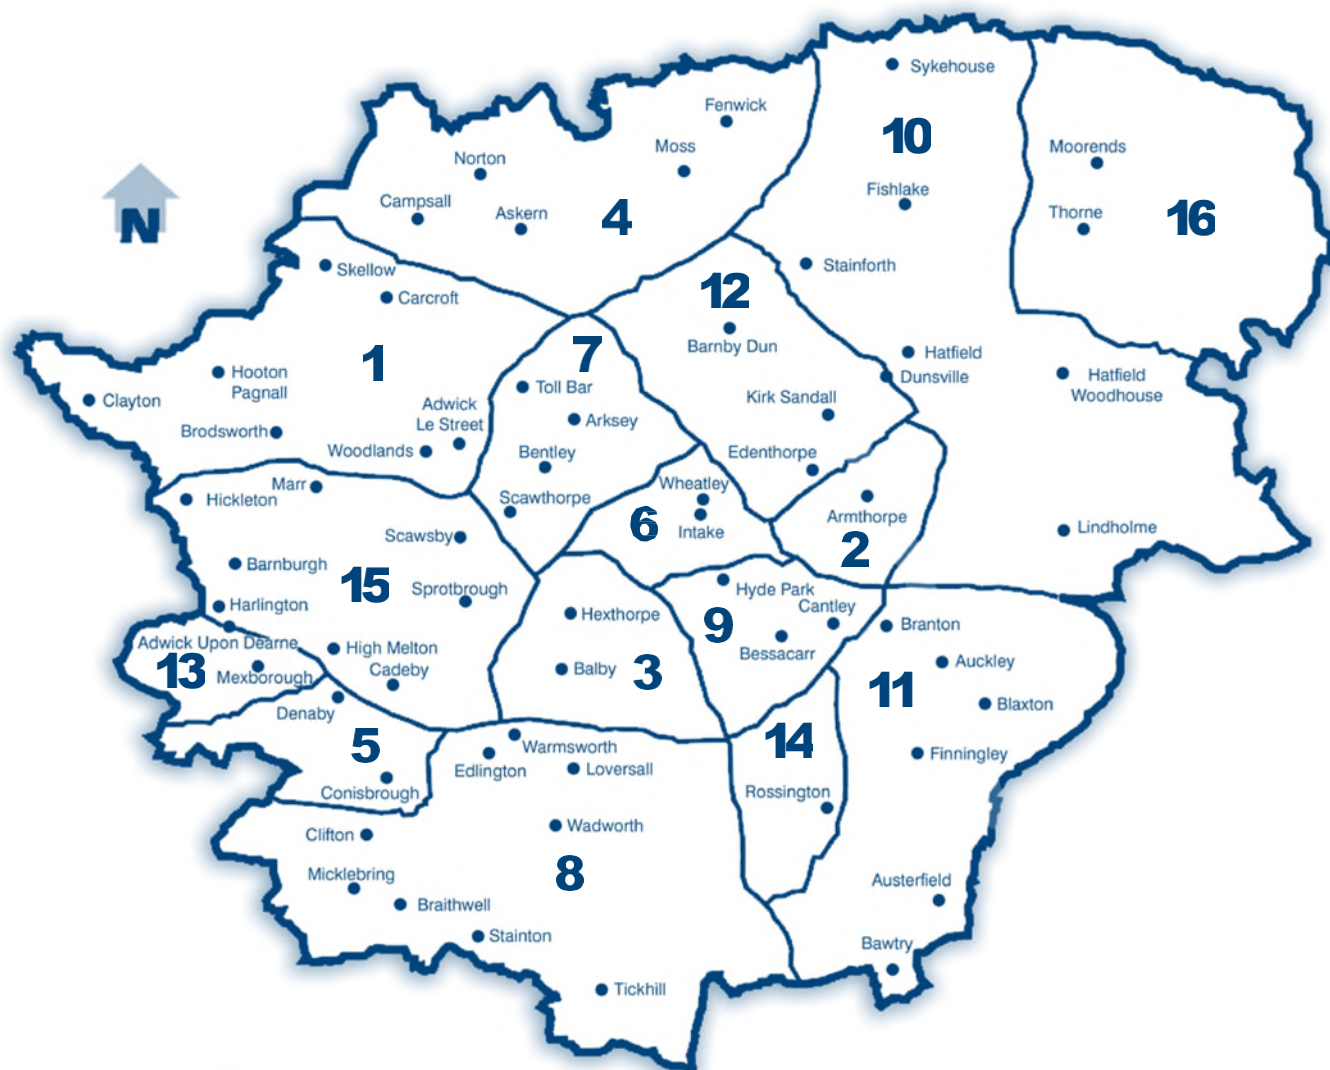 Sykehouse
Fenwick
10
Moss
Moorends
Norton
Fishlake
Campsall
Askern
4
Thorne
16
N
Skellow
Stainforth
Carcroft
12
Barnby Dun
7
Hatfield
1
Hooton
Pagnall
Toll Bar
Dunsville
Hatfield
Woodhouse
Clayton
Adwick
Le Street
Kirk Sandall
Arksey
Brodsworth
Woodlands
Bentley
Edenthorpe
Marr
Hickleton
Scawthorpe
Wheatley
Armthorpe
6
Intake
Lindholme
Scawsby
2
Barnburgh
15
Sprotbrough
Hyde Park
Harlington
Cantley
Hexthorpe
9
Branton
Adwick Upon Dearne
High Melton
Bessacarr
13
Mexborough
Cadeby
Balby
3
Auckley
11
Denaby
Blaxton
5
Warmsworth
14
Finningley
Edlington
Loversall
Conisbrough
Rossington
Clifton
Wadworth
Micklebring
8
Austerfield
Braithwell
Stainton
Bawtry
Tickhill